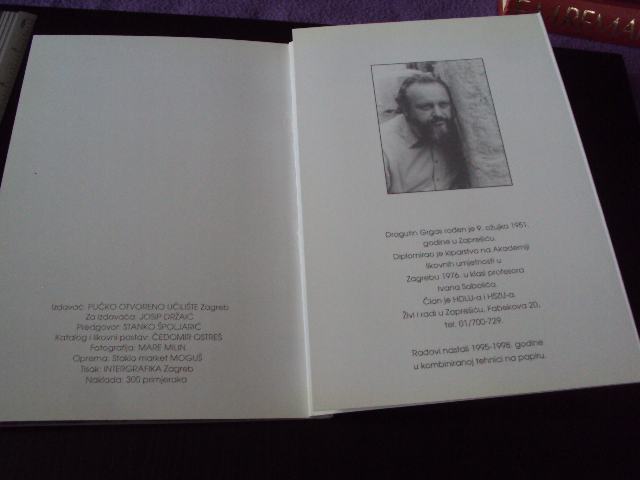 Izdavač: PUČKO OTVORENO UČILIŠTE Zagreb
Za izdavača: JOSIP DRŽAIC
Predgovor: STANKO ŠPOLJARIĆ
Katalog i likovni postav: ČEDOMIR OSTREŠ
Fotografija: MARE MILIN
Oprema: Staklo market MOGUŠ
Tisak: INTERGRAFIKA Zagreb
Naklada: 300 primjeraka
Dragutin Grgas rođen je 9. ožujka 1951.
godine u Zaprešiću.
Diplomirao je kiparstvo na Akademiji
likovnih umjetnosti u
Zagrebu 1976. u klasi profesora
Ivana Sabolića.
Član je HDLU-a i HSZU-a.
Živi i radi u Zaprešiću, Fabekova 20,
tel. 01/700-729.
Radovi nastali 1995-1998. godine
u kombiniranoj tehnici na papiru.